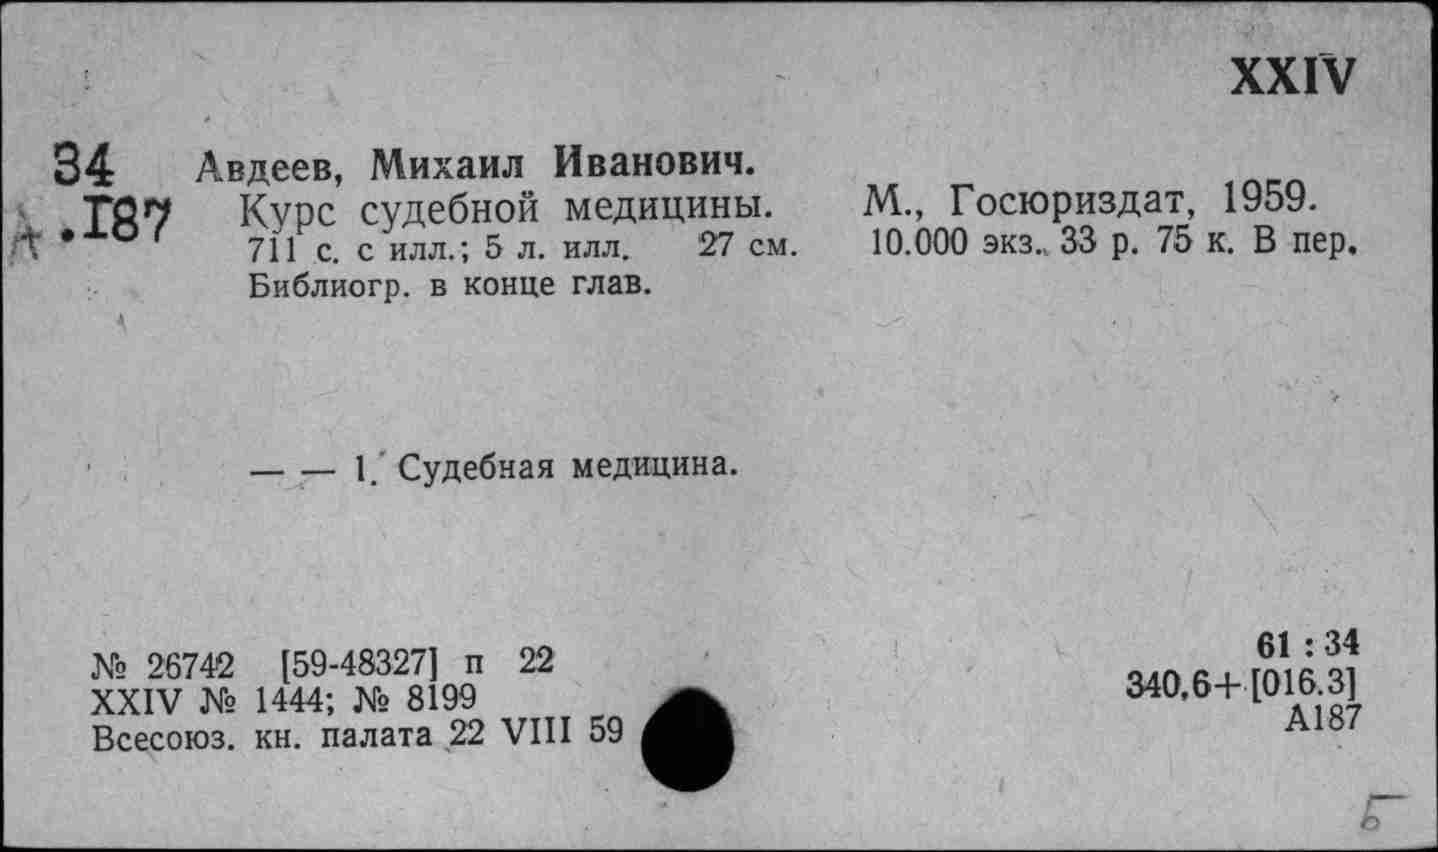 XXIV
34 Авдеев, Михаил Иванович.
А.I87 Курс судебной медицины. М., Госюриздат, 1959.
711 с. с илл.; 5 л. илл. 27 см. 10.000 экз. 33 р. 75 к. В пер.
Библиогр. в конце глав.
— — 1. Судебная медицина.
№ 26742 [59-48327] п 22
XXIV № 1444; № 8199
Всесоюз. кн. палата 22 VIII 59
61 : 34
340.6+[016.3]
А187
Б